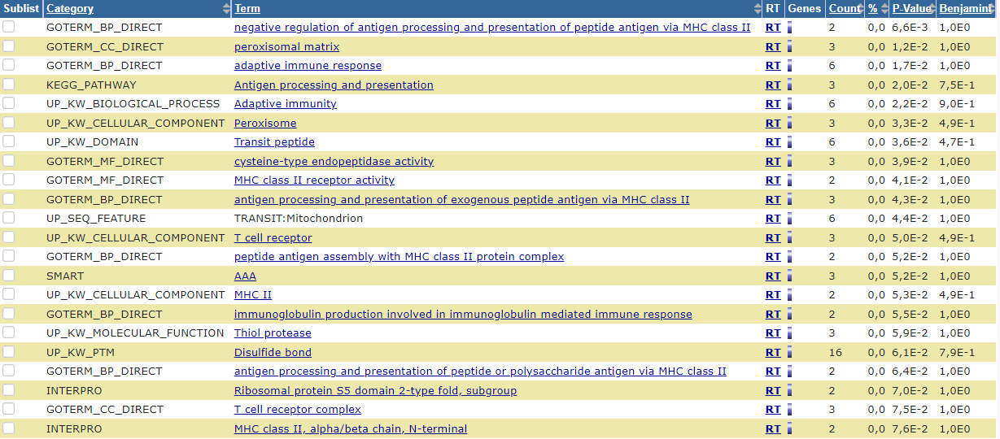 Sublist Category Term RT Genes Count % P-Value Benjamini
GOTERM_BP_DIRECT negative regulation of antigen processing and presentation of peptide antigen via MHC class II RT 2 0,0 6,6E-3 1,0E0
GOTERM_CC_DIRECT peroxisomal matrix RT 3 0,0 1,2E-2 1,0E0
GOTERM_BP_DIRECT adaptive immune response RT 6 0,0 1,7E-2 1,0E0
KEGG_PATHWAY Antigen processing and presentation RT 3 0,0 2,0E-2 7,5E-1
UP_KW_BIOLOGICAL_PROCESS Adaptive immunity RT 6 0,0 2,2E-2 9,0E-1
UP_KW_CELLULAR_COMPONENT Peroxisome RT 3 0,0 3,3E-2 4,9E-1
UP_KW_DOMAIN Transit peptide RT 6 0,0 3,6E-2 4,7E-1
GOTERM_MF_DIRECT cysteine-type endopeptidase activity RT 3 0,0 3,9E-2 1,0E0
GOTERM_MF_DIRECT MHC class II receptor activity RT 2 0,0 4,1E-2 1,0E0
GOTERM_BP_DIRECT antigen processing and presentation of exogenous peptide antigen via MHC class II RT 3 0,0 4,3E-2 1,0E0
UP_SEQ_FEATURE TRANSIT:Mitochondrion RT 6 0,0 4,4E-2 1,0E0
UP_KW_CELLULAR_COMPONENT T cell receptor RT 3 0,0 5,0E-2 4,9E-1
GOTERM_BP_DIRECT peptide antigen assembly with MHC class II protein complex RT 2 0,0 5,2E-2 1,0E0
SMART AAA RT 3 0,0 5,2E-2 1,0E0
UP_KW_CELLULAR_COMPONENT MHC II RT 2 0,0 5,3E-2 4,9E-1
GOTERM_BP_DIRECT immunoglobulin production involved in immunoglobulin mediated immune response RT 2 0,0 5,5E-2 1,0E0
UP_KW_MOLECULAR_FUNCTION Thiol protease RT 3 0,0 5,9E-2 1,0E0
UP_KW_PTM Disulfide bond RT 16 0,0 6,1E-2 7,9E-1
GOTERM_BP_DIRECT antigen processing and presentation of peptide or polysaccharide antigen via MHC class II RT 2 0,0 6,4E-2 1,0E0
INTERPRO Ribosomal protein S5 domain 2-type fold, subgroup RT 2 0,0 7,0E-2 1,0E0
GOTERM_CC_DIRECT T cell receptor complex RT 3 0,0 7,5E-2 1,0E0
INTERPRO MHC class II, alpha/beta chain, N-terminal RT 2 0,0 7,6E-2 1,0E0